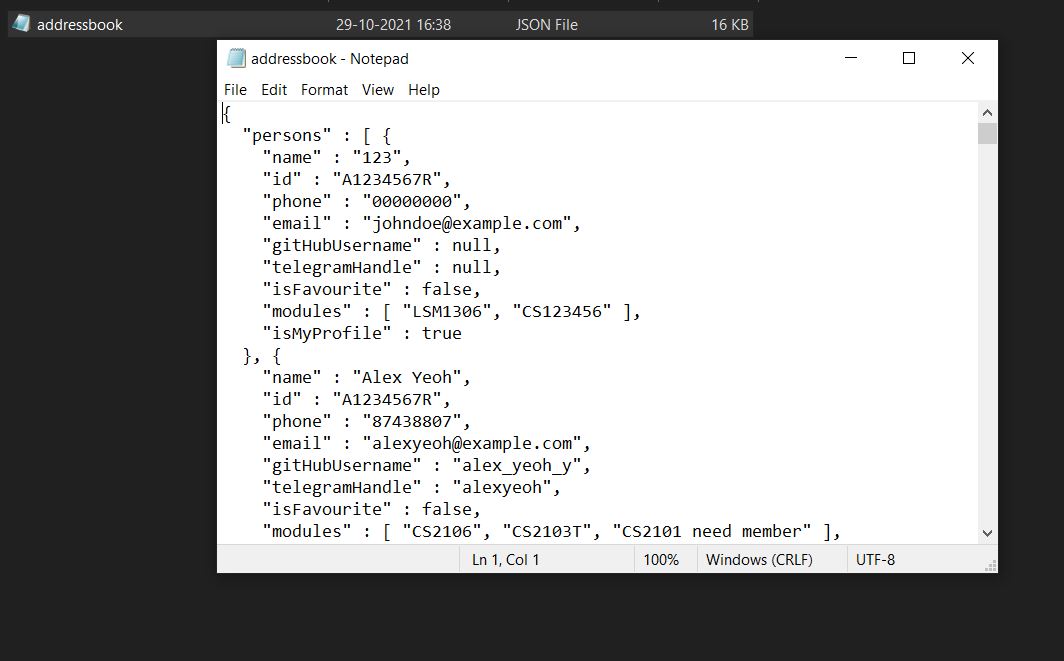 addressbook 29-10-2021 16:38 JSON File 16 KB
addressbook - Notepad
File Edit Format View Help
{
  "persons" : [ {
    "name" : "123",
    "id" : "A1234567R",
    "phone" : "00000000",
    "email" : "johndoe@example.com",
    "gitHubUsername" : null,
    "telegramHandle" : null,
    "isFavourite" : false,
    "modules" : [ "LSM1306", "CS123456" ],
    "isMyProfile" : true
  }, {
    "name" : "Alex Yeoh",
    "id" : "A1234567R",
    "phone" : "87438807",
    "email" : "alexyeoh@example.com",
    "gitHubUsername" : "alex_yeoh_y",
    "telegramHandle" : "alexyeoh",
    "isFavourite" : false,
    "modules" : [ "CS2106", "CS2103T", "CS2101 need member" ],
Ln 1, Col 1 100% Windows (CRLF) UTF-8